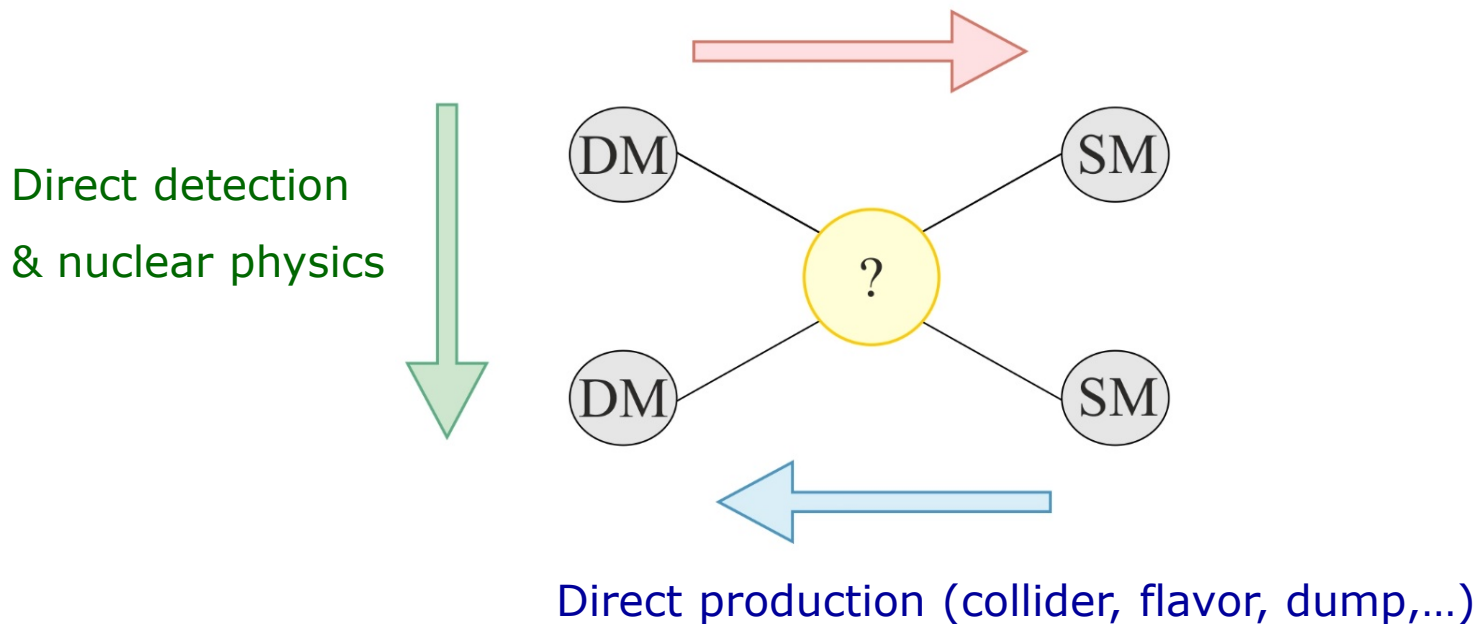 DM
SM
Direct detection
& nuclear physics
?
DM
SM
Direct production (collider, flavor, dump,...)